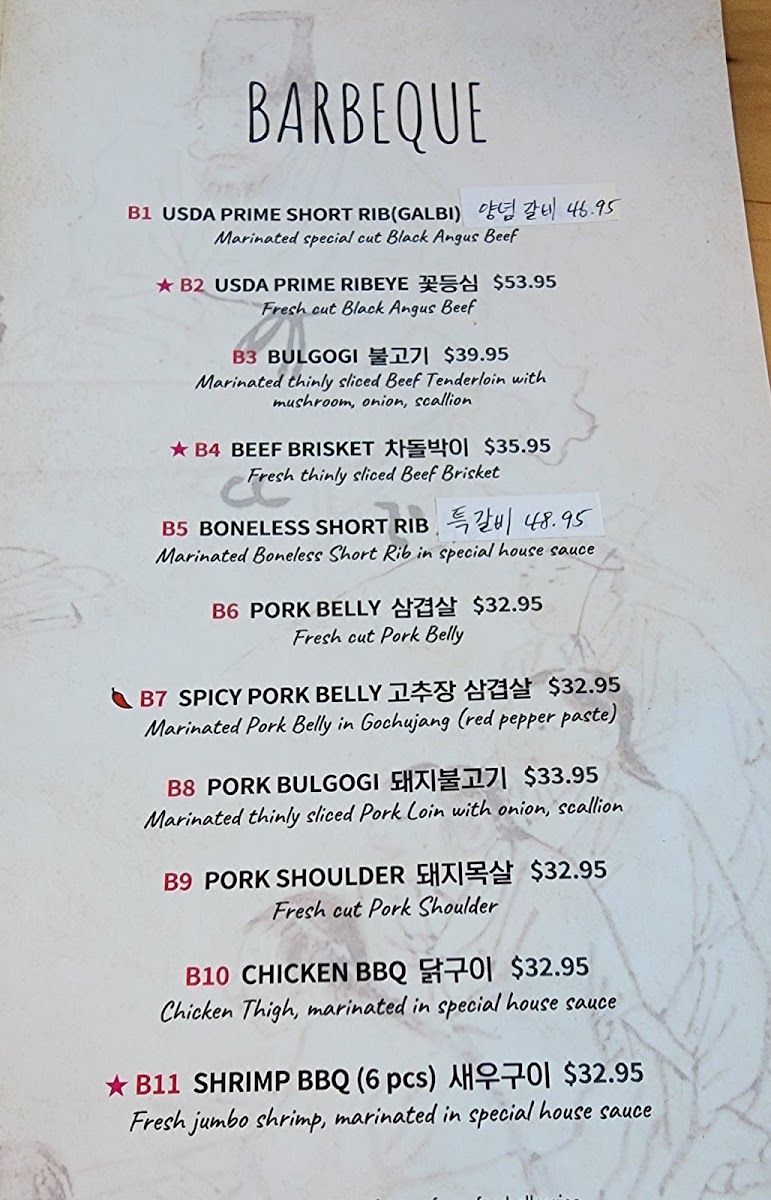 BARBEQUE
B1 USDA PRIME SHORT RIB(GALBI) 양념 갈비 46.95
Marinated special cut Black Angus Beef
★ B2 USDA PRIME RIBEYE 꽃등심 $53.95
Fresh cut Black Angus Beef
B3 BULGOGI 불고기 $39.95
Marinated thinly sliced Beef Tenderloin with
mushroom, onion, scallion
★ B4 BEEF BRISKET 차돌박이 $35.95
Fresh thinly sliced Beef Brisket
B5 BONELESS SHORT RIB 특갈비 48.95
Marinated Boneless Short Rib in special house sauce
B6 PORK BELLY 삼겹살 $32.95
Fresh cut Pork Belly
B7 SPICY PORK BELLY 고추장 삼겹살 $32.95
Marinated Pork Belly in Gochujang (red pepper paste)
B8 PORK BULGOGI 돼지불고기 $33.95
Marinated thinly sliced Pork Loin with onion, scallion
B9 PORK SHOULDER 돼지목살 $32.95
Fresh cut Pork Shoulder
B10 CHICKEN BBQ 닭구이 $32.95
Chicken Thigh, marinated in special house sauce
★ B11 SHRIMP BBQ (6 pcs) 새우구이 $32.95
Fresh jumbo shrimp, marinated in special house sauce